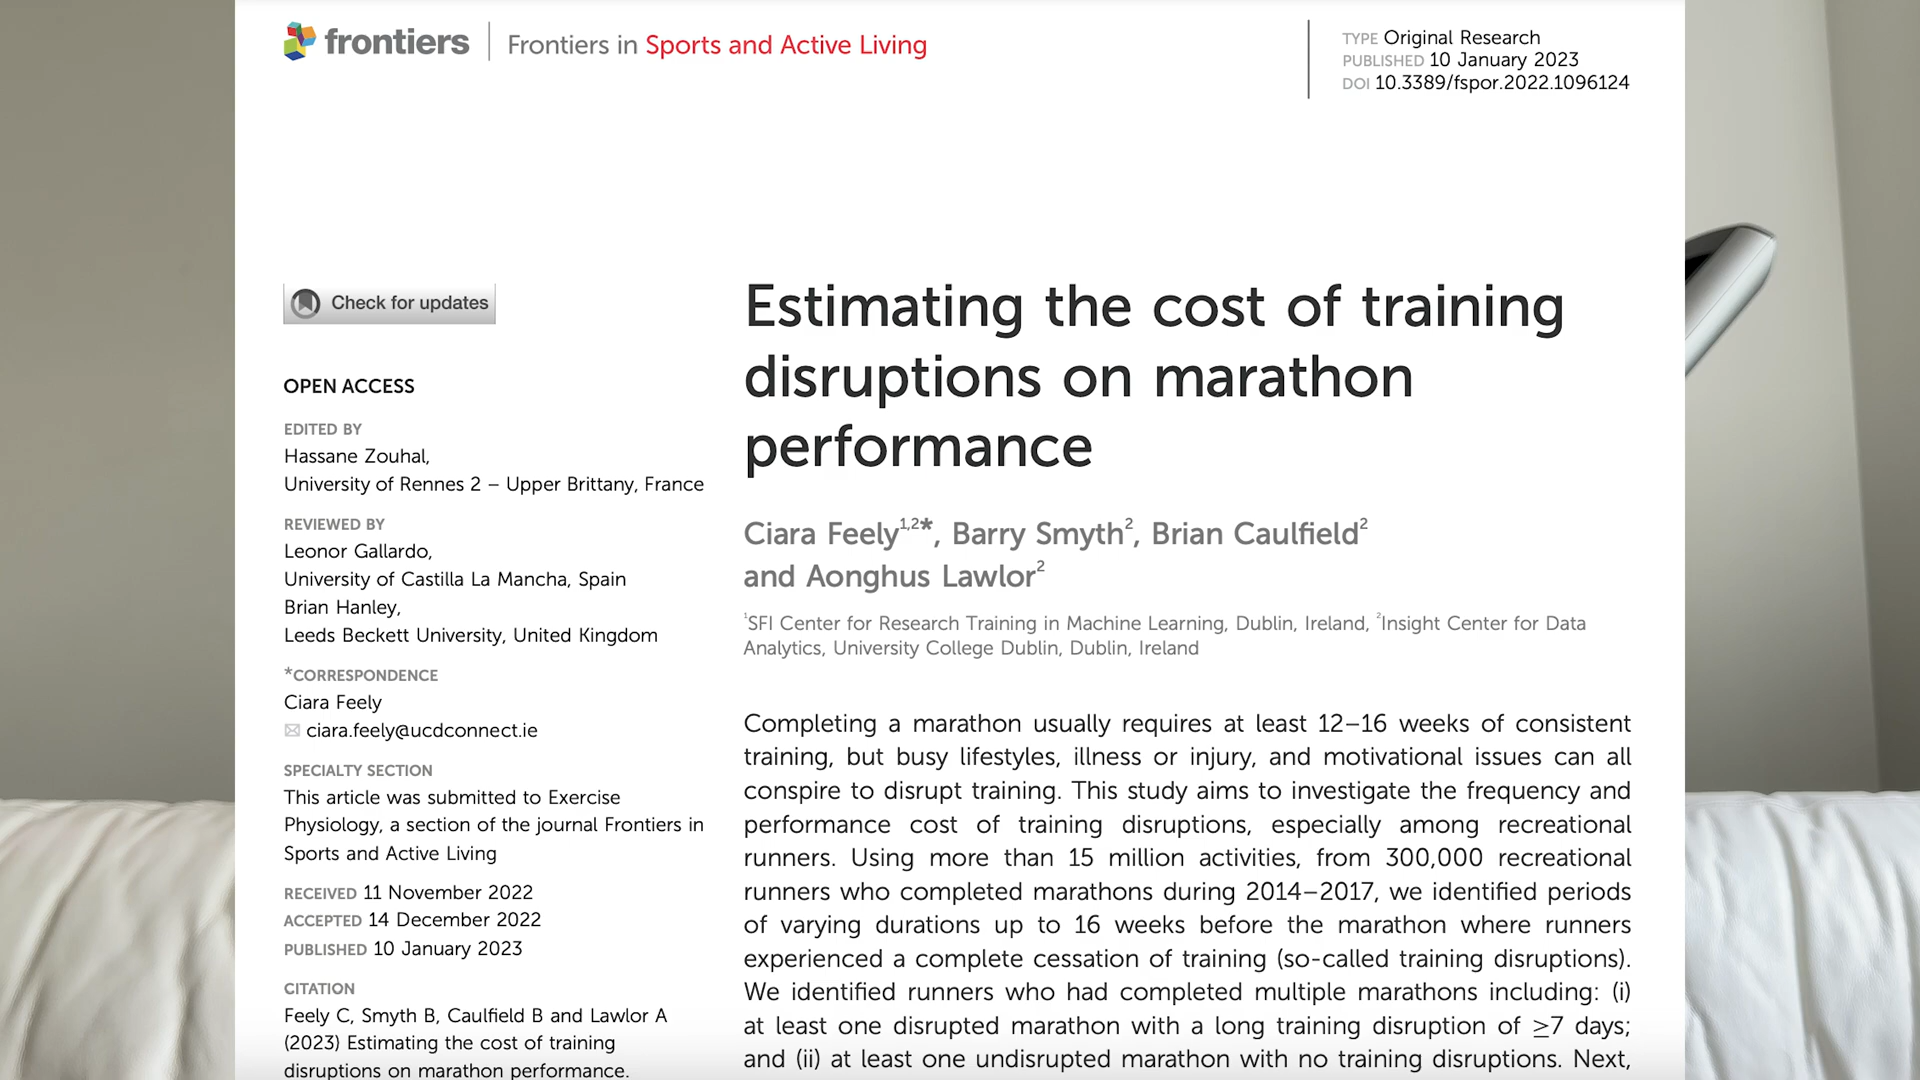 frontiers
Frontiers in Sports and Active Living
TYPE Original Research
PUBLISHED 10 January 2023
DOI 10.3389/fspor.2022.1096124
Check for updates
OPEN ACCESS
EDITED BY
Hassane Zouhal,
University of Rennes 2 – Upper Brittany, France
REVIEWED BY
Leonor Gallardo,
University of Castilla La Mancha, Spain
Brian Hanley,
Leeds Beckett University, United Kingdom
*CORRESPONDENCE
Ciara Feely
ciara.feely@ucdconnect.ie
SPECIALTY SECTION
This article was submitted to Exercise
Physiology, a section of the journal Frontiers in
Sports and Active Living
RECEIVED 11 November 2022
ACCEPTED 14 December 2022
PUBLISHED 10 January 2023
CITATION
Feely C, Smyth B, Caulfield B and Lawlor A
(2023) Estimating the cost of training
disruptions on marathon performance.
Estimating the cost of training
disruptions on marathon
performance
Ciara Feely1,2*, Barry Smyth2, Brian Caulfield2
and Aonghus Lawlor2
1SFI Center for Research Training in Machine Learning, Dublin, Ireland, 2Insight Center for Data
Analytics, University College Dublin, Dublin, Ireland
Completing a marathon usually requires at least 12–16 weeks of consistent
training, but busy lifestyles, illness or injury, and motivational issues can all
conspire to disrupt training. This study aims to investigate the frequency and
performance cost of training disruptions, especially among recreational
runners. Using more than 15 million activities, from 300,000 recreational
runners who completed marathons during 2014–2017, we identified periods
of varying durations up to 16 weeks before the marathon where runners
experienced a complete cessation of training (so-called training disruptions).
We identified runners who had completed multiple marathons including: (i)
at least one disrupted marathon with a long training disruption of ≥7 days;
and (ii) at least one undisrupted marathon with no training disruptions. Next,